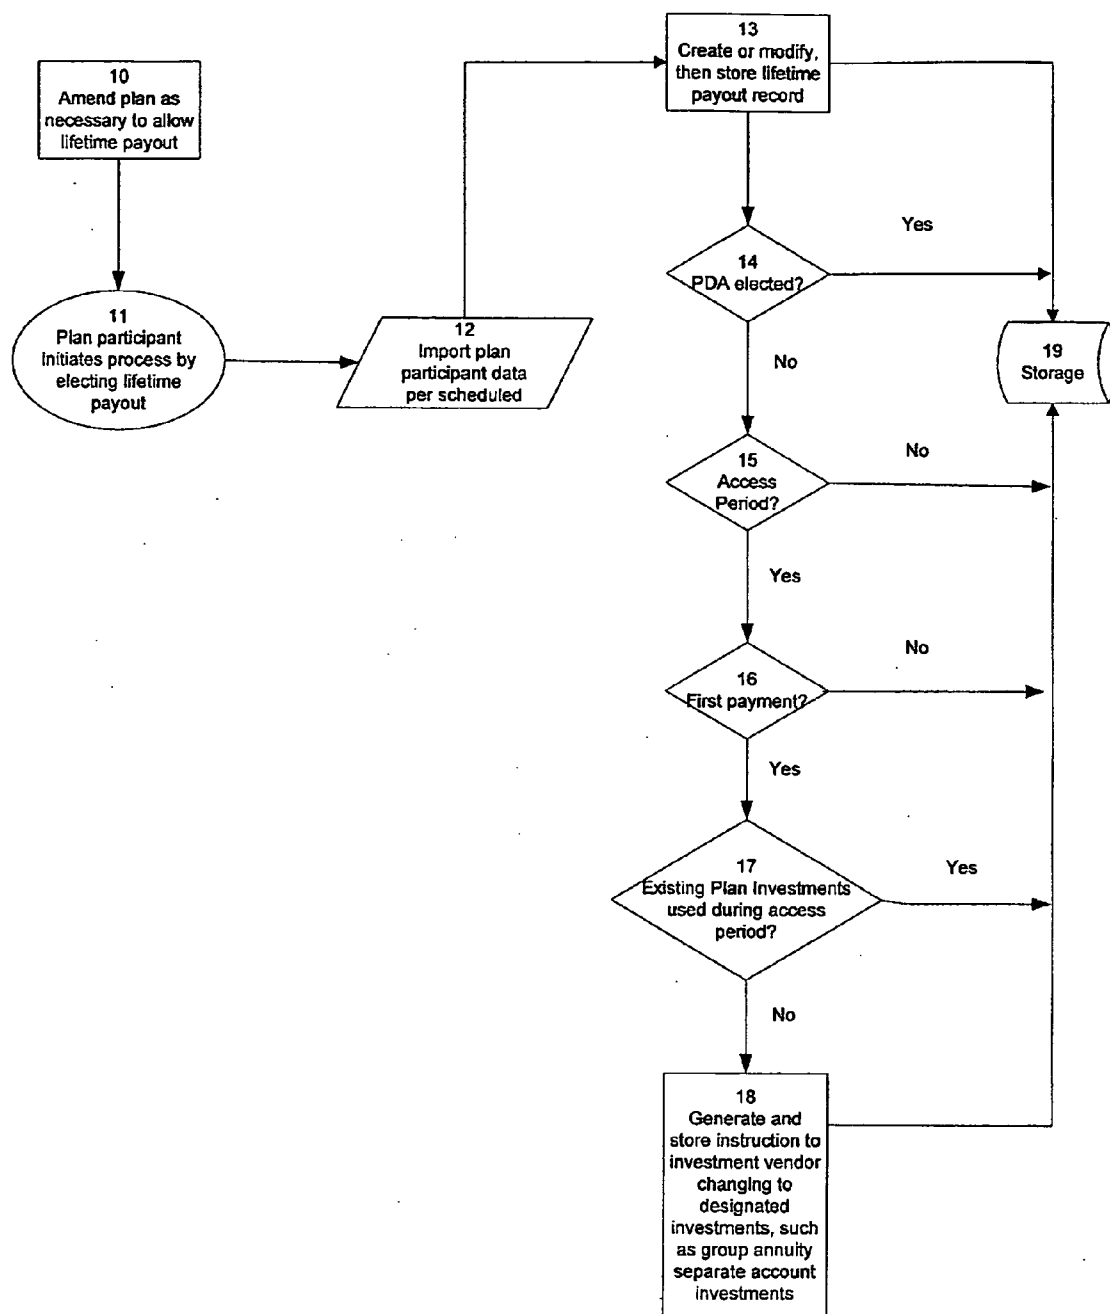 10
Amend plan as
necessary to allow
lifetime payout
11
Plan participant
Initiates process by
electing lifetime
payout
12
Import plan
participant data
per scheduled
13
Create or modify,
then store lifetime
payout record
14
PDA elected?
Yes
No
19
Storage
15
Access
Period?
No
Yes
16
First payment?
No
Yes
17
Existing Plan Investments
used during access
period?
Yes
No
18
Generate and
store instruction to
investment vendor
changing to
designated
investments, such
as group annuity
separate account
investments